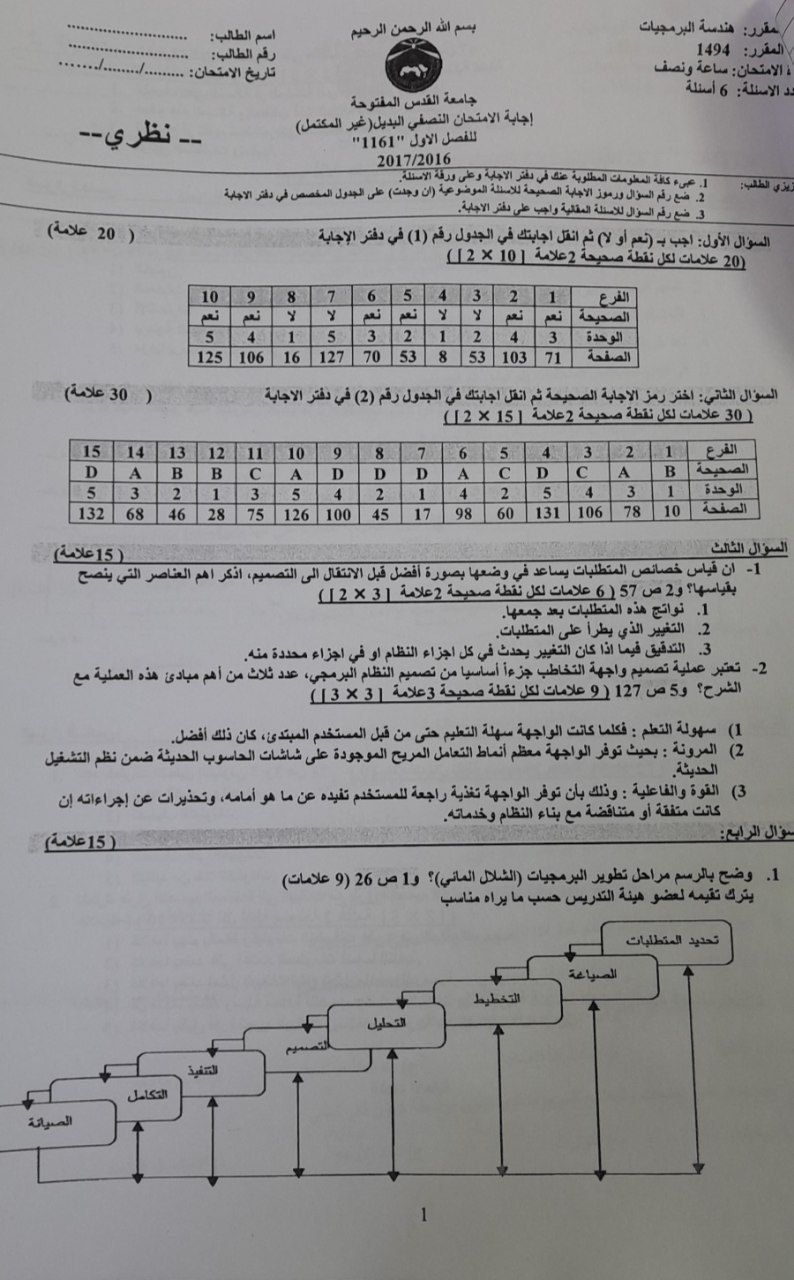 بسم الله الرحمن الرحيم
مقرر: هندسة البرمجيات
المقرر: 1494
الامتحان: ساعة ونصف
دد الاسئلة: 6 أسئلة
اسم الطالب: ..............................
رقم الطالب: ..............................
تاريخ الامتحان: ......../......../........
جامعة القدس المفتوحة
إجابة الامتحان النصفي البديل(غير المكتمل)
للفصل الاول "1161"
2017/2016
-- نظري--
زيزي الطالب:
1. عبىء كافة المعلومات المطلوبة عنك في دفتر الاجابة وعلى ورقة الاسئلة.
2. ضع رقم السؤال ورموز الاجابة الصحيحة للاسئلة الموضوعية (ان وجدت) على الجدول المخصص في دفتر الاجابة
3. ضع رقم السؤال للاسئلة المقالية واجب على دفتر الاجابة.
السؤال الأول: اجب بـ (نعم أو لا) ثم انقل اجابتك في الجدول رقم (1) في دفتر الاجابة ( 20 علامة)
(20 علامات لكل نقطة صحيحة 2علامة [ 10 × 2 ])
الفرع 1 2 3 4 5 6 7 8 9 10
الصحيحة نعم نعم لا لا نعم نعم لا لا نعم نعم
الوحدة 3 4 2 1 2 3 5 1 4 5
الصفحة 71 103 53 8 53 70 127 16 106 125
السؤال الثاني: اختر رمز الاجابة الصحيحة ثم انقل اجابتك في الجدول رقم (2) في دفتر الاجابة ( 30 علامة)
( 30 علامات لكل نقطة صحيحة 2علامة [ 15 × 2 ])
الفرع 1 2 3 4 5 6 7 8 9 10 11 12 13 14 15
الصحيحة B A C D C A D D D A C B B A D
الوحدة 1 3 4 5 2 4 1 2 4 5 3 1 2 3 5
الصفحة 10 78 106 131 60 98 17 45 100 126 75 28 46 68 132
السؤال الثالث (15علامة)
1- ان قياس خصائص المتطلبات يساعد في وضعها بصورة أفضل قبل الانتقال الى التصميم، اذكر اهم العناصر التي ينصح
بقياسها؟ و2 ص 57 ( 6 علامات لكل نقطة صحيحة 2علامة [ 3 × 2 ])
1. نواتج هذه المتطلبات بعد جمعها.
2. التغيير الذي يطرأ على المتطلبات.
3. التدقيق فيما اذا كان التغيير يحدث في كل اجزاء النظام او في اجزاء محددة منه.
2- تعتبر عملية تصميم واجهة التخاطب جزءاً أساسيا من تصميم النظام البرمجي، عدد ثلاث من أهم مبادئ هذه العملية مع
الشرح؟ و5 ص 127 ( 9 علامات لكل نقطة صحيحة 3علامة [ 3 × 3 ])
1) سهولة التعلم : فكلما كانت الواجهة سهلة التعليم حتى من قبل المستخدم المبتدئ، كان ذلك أفضل.
2) المرونة : بحيث توفر الواجهة معظم أنماط التعامل المريح الموجودة على شاشات الحاسوب الحديثة ضمن نظم التشغيل
الحديثة.
3) القوة والفاعلية : وذلك بأن توفر الواجهة تغذية راجعة للمستخدم تفيده عن ما هو أمامه، وتحذيرات عن إجراءاته إن
كانت متفقة أو متناقضة مع بناء النظام وخدماته.
سؤال الرابع: (15علامة)
1. وضح بالرسم مراحل تطوير البرمجيات (الشلال المائي)؟ و1 ص 26 (9 علامات)
يترك تقيمه لعضو هيئة التدريس حسب ما يراه مناسب
تحديد المتطلبات
الصياغة
التخطيط
التحليل
التصميم
التنفيذ
التكامل
الصيانة
1